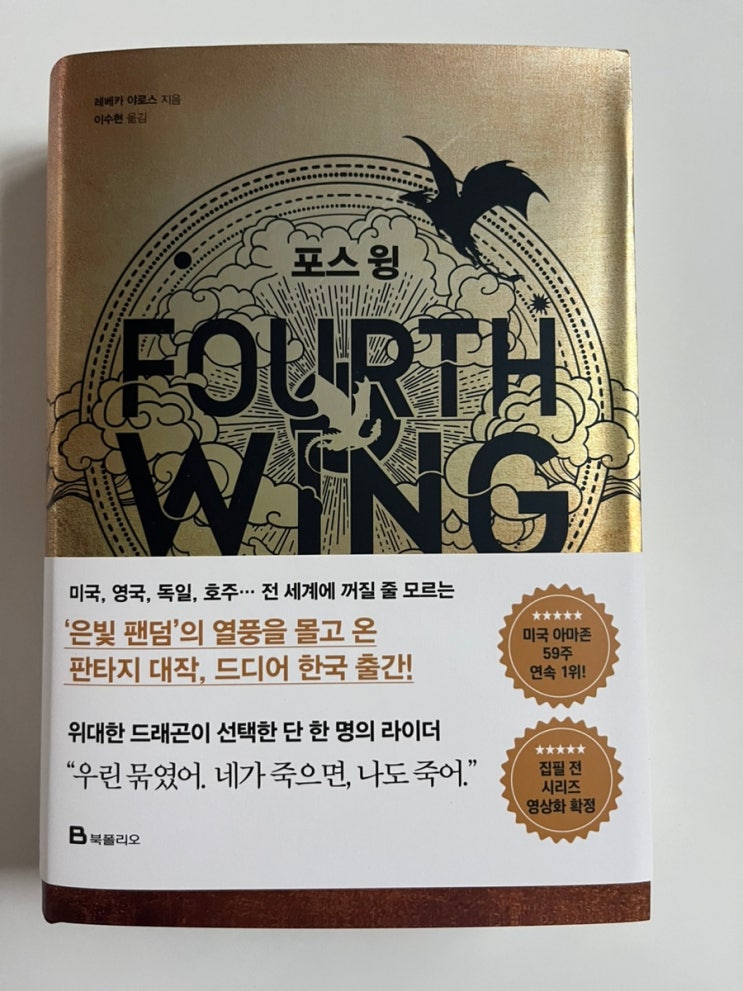 레베카 야로스 지음
이수현 옮김
포스 윙
FOURTH
WING
미국, 영국, 독일, 호주… 전 세계에 꺼질 줄 모르는
‘은빛 팬덤’의 열풍을 몰고 온
판타지 대작, 드디어 한국 출간!
위대한 드래곤이 선택한 단 한 명의 라이더
“우린 묶였어. 네가 죽으면, 나도 죽어.”
B 북폴리오
★★★★★
미국 아마존
59주
연속 1위!
★★★★★
집필 전
시리즈
영상화 확정